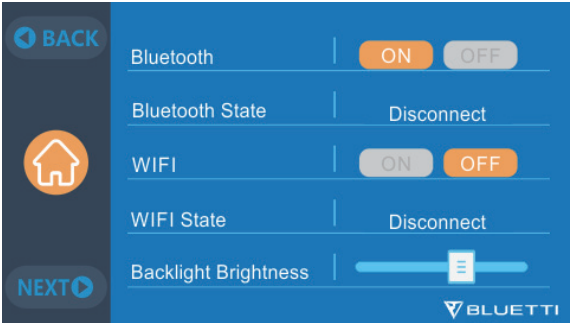 BACK
Bluetooth ON OFF
Bluetooth State Disconnect
WIFI ON OFF
WIFI State Disconnect
Backlight Brightness
NEXT
BLUETTI